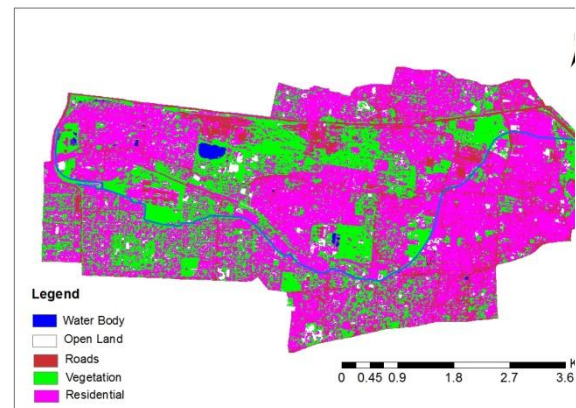 Legend
Water Body
Open Land
Roads
Vegetation
Residential
K
0 0.45 0.9 1.8 2.7 3.6